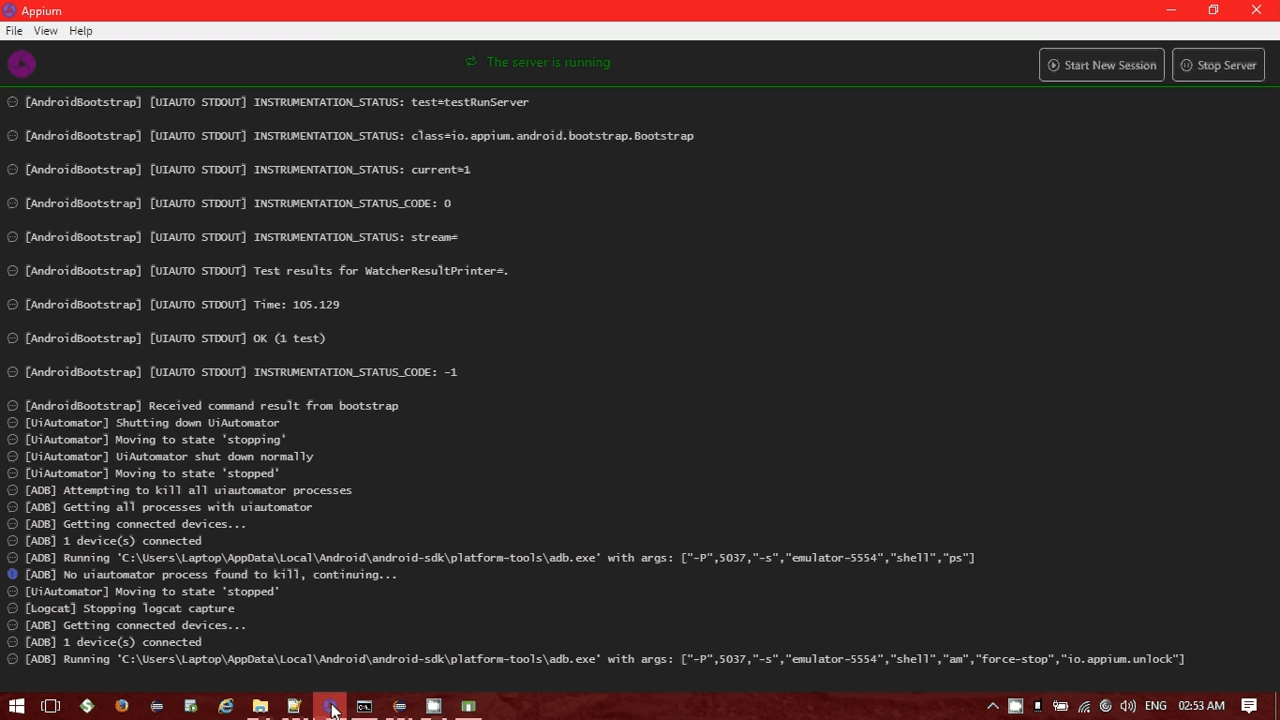 Appium
File View Help
The server is running
Start New Session
Stop Server
[AndroidBootstrap] [UIAUTO STDOUT] INSTRUMENTATION_STATUS: test=testRunServer
[AndroidBootstrap] [UIAUTO STDOUT] INSTRUMENTATION_STATUS: class=io.appium.android.bootstrap.Bootstrap
[AndroidBootstrap] [UIAUTO STDOUT] INSTRUMENTATION_STATUS: current=1
[AndroidBootstrap] [UIAUTO STDOUT] INSTRUMENTATION_STATUS_CODE: 0
[AndroidBootstrap] [UIAUTO STDOUT] INSTRUMENTATION_STATUS: stream=
[AndroidBootstrap] [UIAUTO STDOUT] Test results for WatcherResultPrinter=.
[AndroidBootstrap] [UIAUTO STDOUT] Time: 105.129
[AndroidBootstrap] [UIAUTO STDOUT] OK (1 test)
[AndroidBootstrap] [UIAUTO STDOUT] INSTRUMENTATION_STATUS_CODE: -1
[AndroidBootstrap] Received command result from bootstrap
[UiAutomator] Shutting down UiAutomator
[UiAutomator] Moving to state 'stopping'
[UiAutomator] UiAutomator shut down normally
[UiAutomator] Moving to state 'stopped'
[ADB] Attempting to kill all uiautomator processes
[ADB] Getting all processes with uiautomator
[ADB] Getting connected devices...
[ADB] 1 device(s) connected
[ADB] Running 'C:\Users\Laptop\AppData\Local\Android\android-sdk\platform-tools\adb.exe' with args: ["-P",5037,"-s","emulator-5554","shell","ps"]
[ADB] No uiautomator process found to kill, continuing...
[UiAutomator] Moving to state 'stopped'
[Logcat] Stopping logcat capture
[ADB] Getting connected devices...
[ADB] 1 device(s) connected
[ADB] Running 'C:\Users\Laptop\AppData\Local\Android\android-sdk\platform-tools\adb.exe' with args: ["-P",5037,"-s","emulator-5554","shell","am","force-stop","io.appium.unlock"]
ENG 02:53 AM